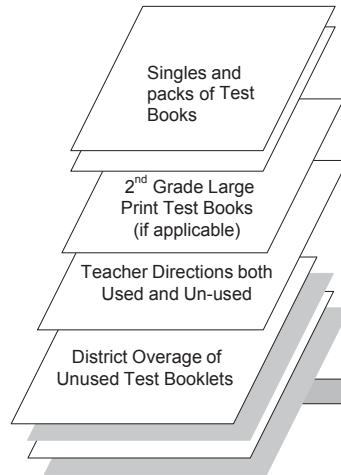 Singles and
packs of Test
Books
2nd Grade Large
Print Test Books
(if applicable)
Teacher Directions both
Used and Un-used
District Overage of
Unused Test Booklets